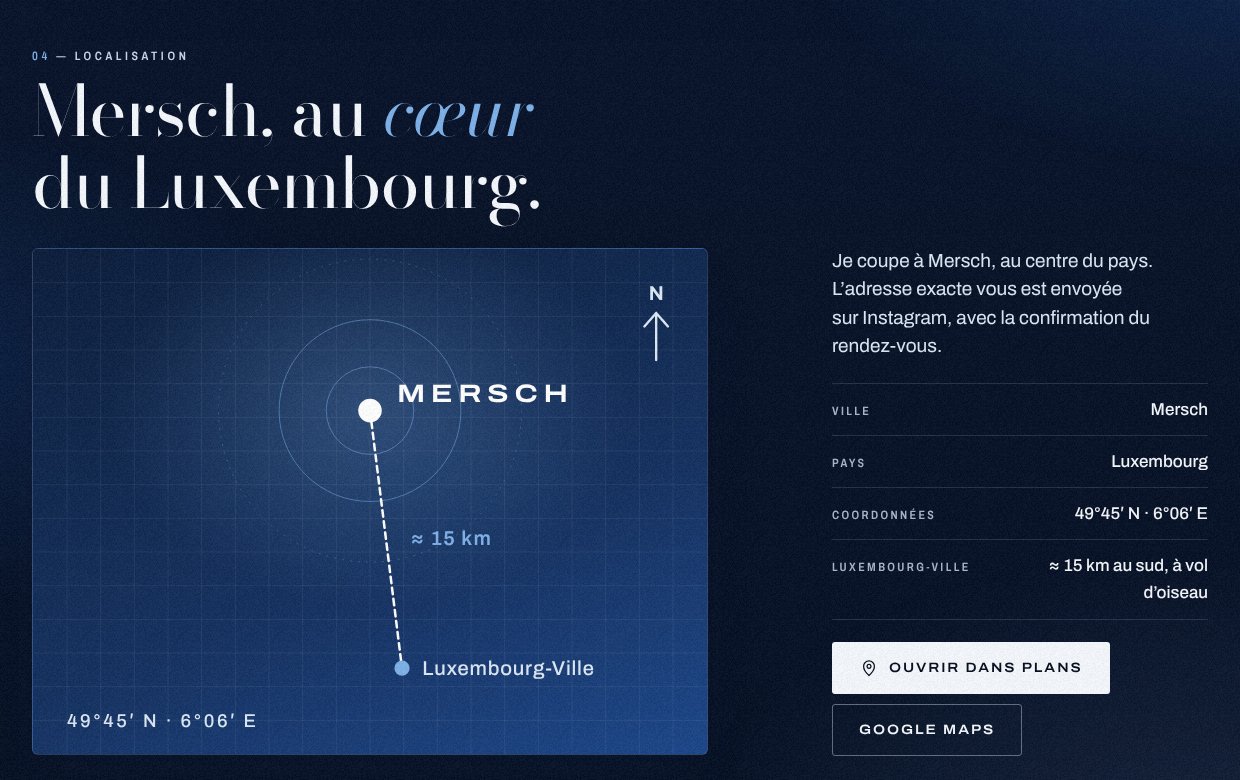 04 — LOCALISATION
Mersch, au cœur
du Luxembourg.
N
MERSCH
≈ 15 km
Luxembourg-Ville
49°45′ N · 6°06′ E
Je coupe à Mersch, au centre du pays.
L’adresse exacte vous est envoyée
sur Instagram, avec la confirmation du
rendez-vous.
VILLE Mersch
PAYS Luxembourg
COORDONNÉES 49°45′ N · 6°06′ E
LUXEMBOURG-VILLE ≈ 15 km au sud, à vol
d’oiseau
OUVRIR DANS PLANS
GOOGLE MAPS